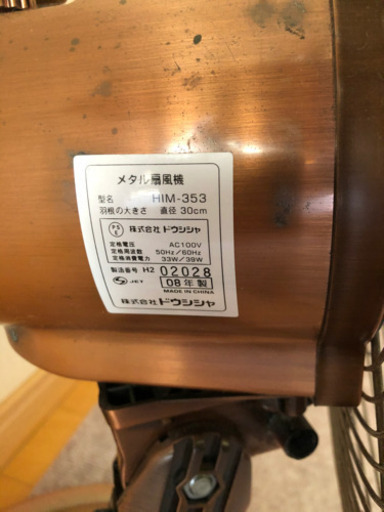 メタル扇風機
型名 HIM-353
羽根の大きさ 直径 30cm
PS
E
株式会社 ドウシシャ
定格電圧 AC100V
定格周波数 50Hz/60Hz
定格消費電力 33W/39W
製造番号 H2 02028
JET 08年製
MADE IN CHINA
株式会社ドウシシャ